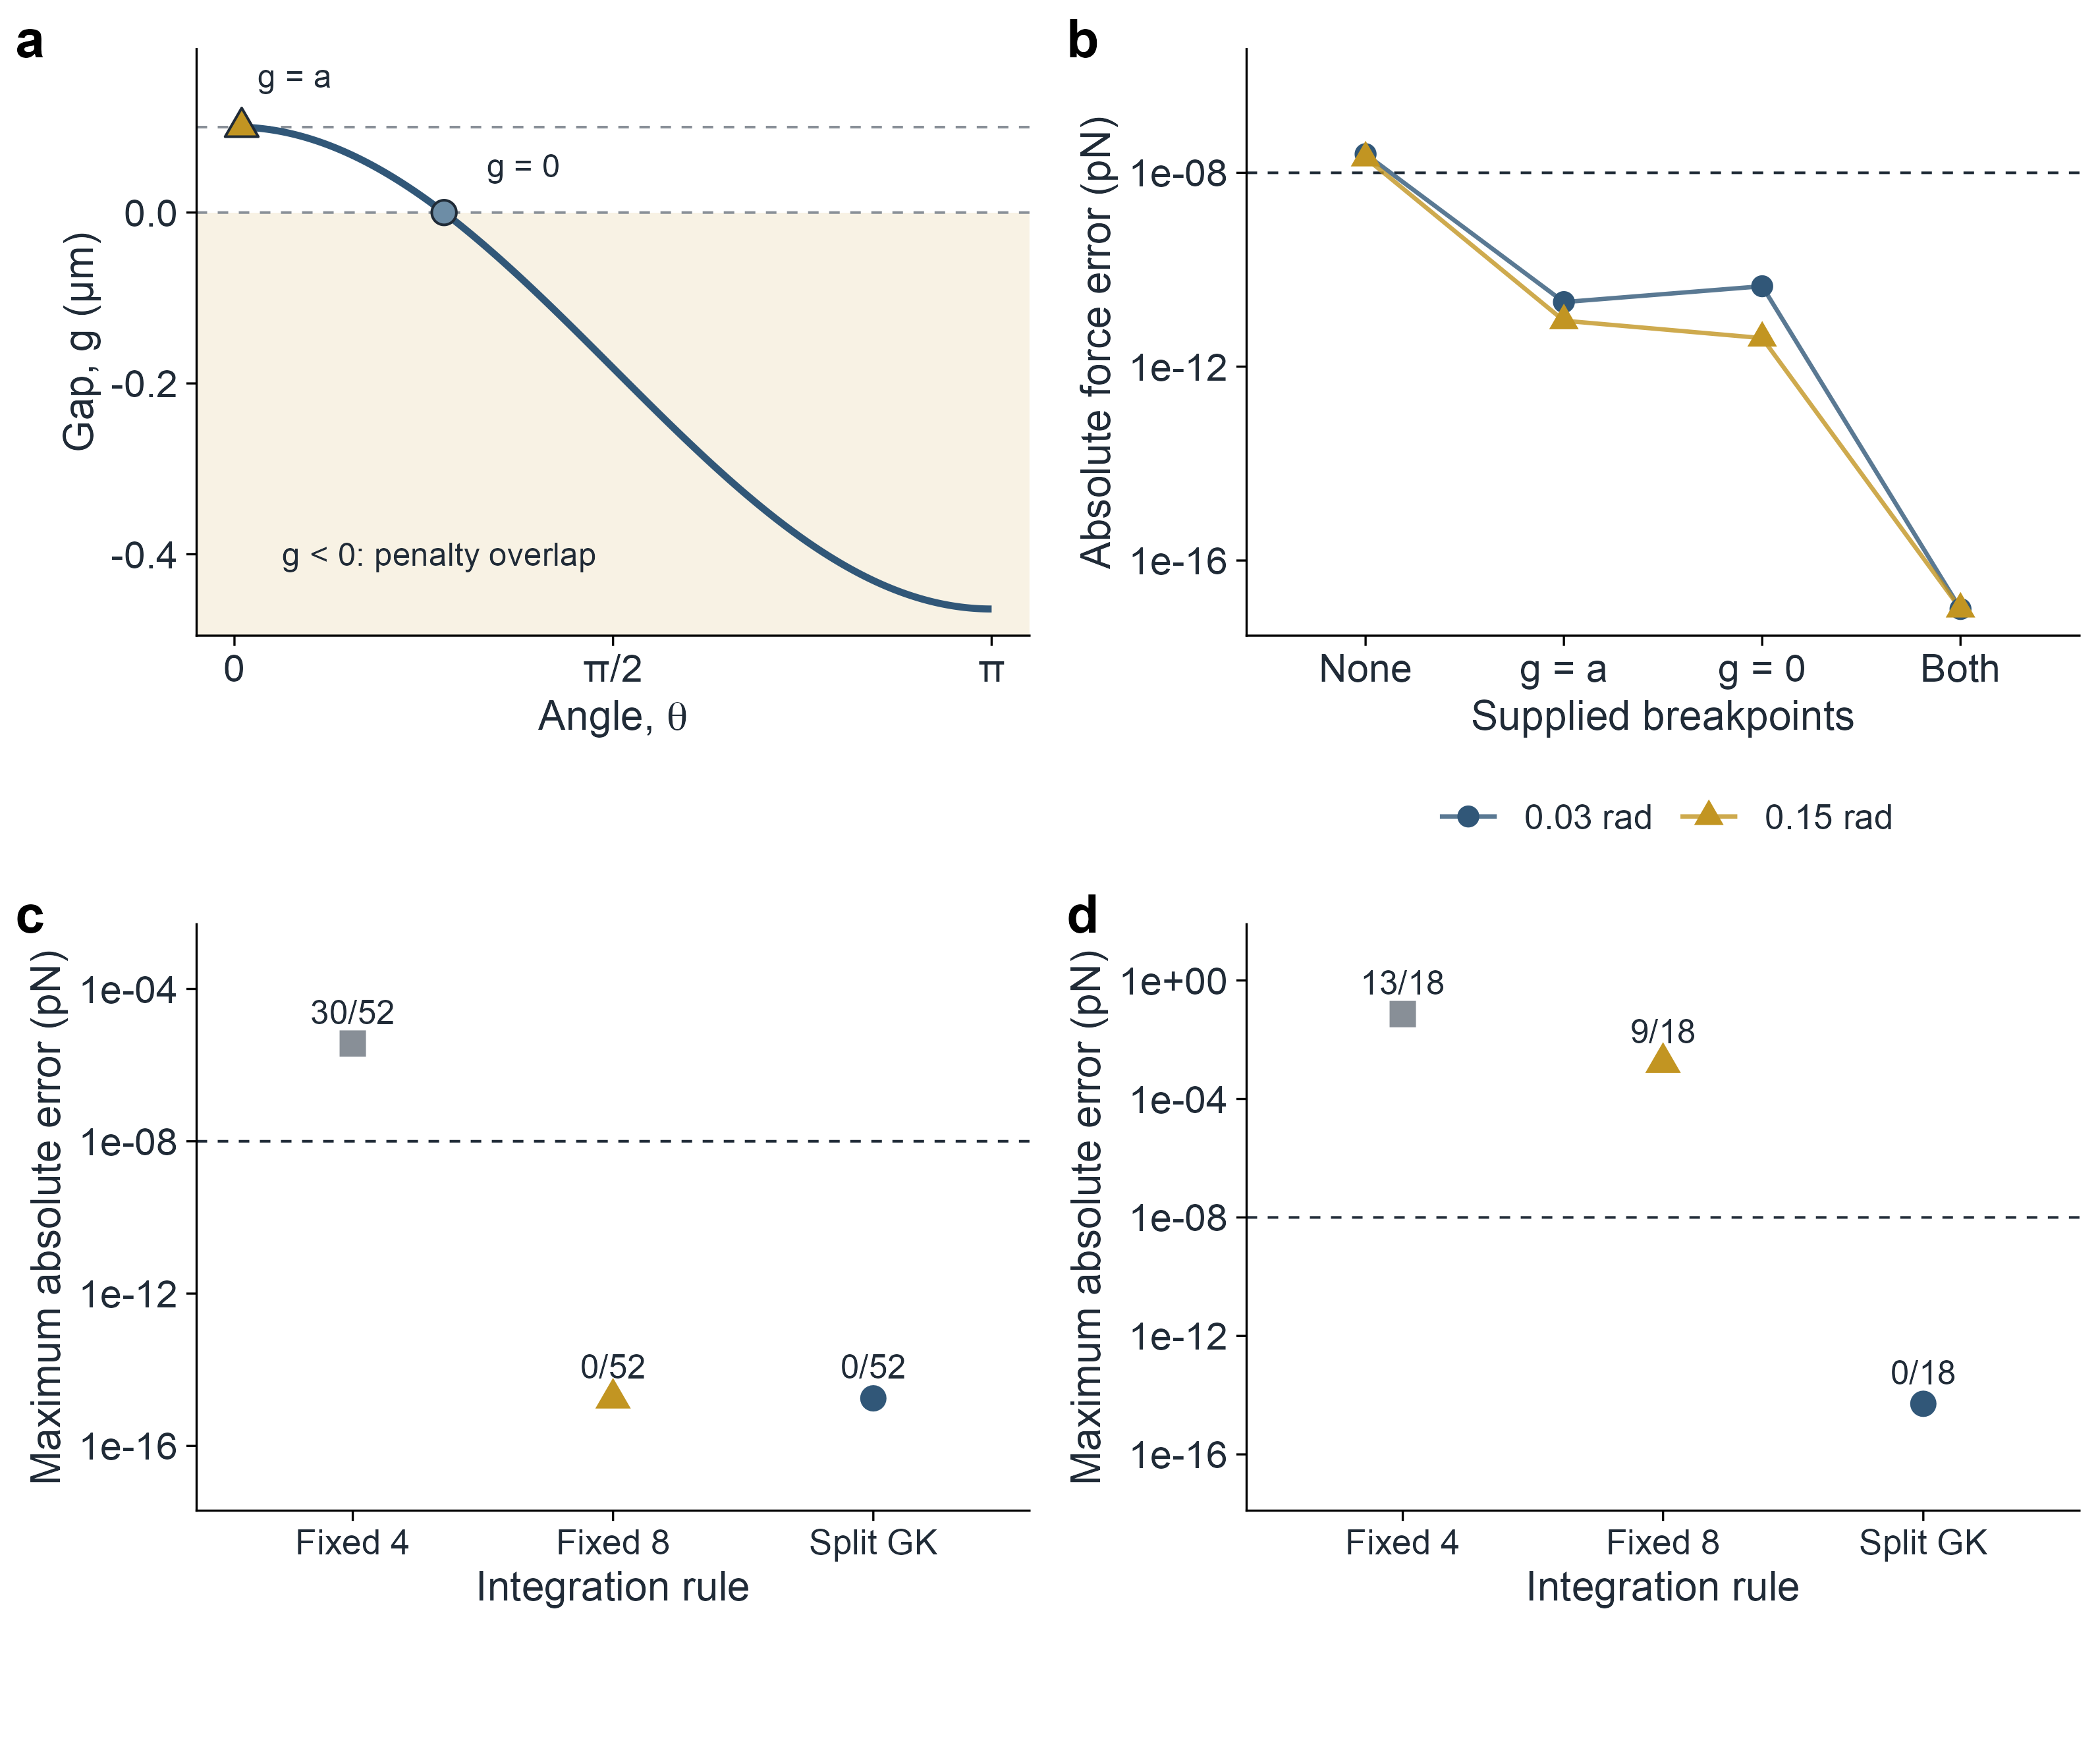 a
g = a
g = 0
0.0
-0.2
-0.4
Gap, g (μm)
g < 0: penalty overlap
0
π/2
π
Angle, θ
b
1e-08
1e-12
1e-16
Absolute force error (pN)
None
g = a
g = 0
Both
Supplied breakpoints
0.03 rad
0.15 rad
c
1e-04
1e-08
1e-12
1e-16
Maximum absolute error (pN)
30/52
0/52
0/52
Fixed 4
Fixed 8
Split GK
Integration rule
d
1e+00
1e-04
1e-08
1e-12
1e-16
Maximum absolute error (pN)
13/18
9/18
0/18
Fixed 4
Fixed 8
Split GK
Integration rule